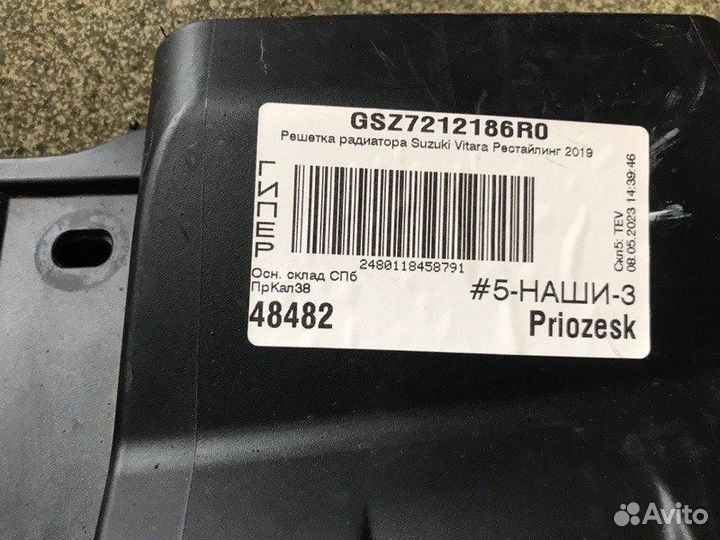 GSZ7212186R0
Решетка радиатора Suzuki Vitara Рестайлинг 2019
ГИПЕР
2480118458791
Осн. склад СПб
ПрКал38
48482
#5-НАШИ-3
Priozesk
Скл5: TEV
08.05.2023 14:39:46
Avito